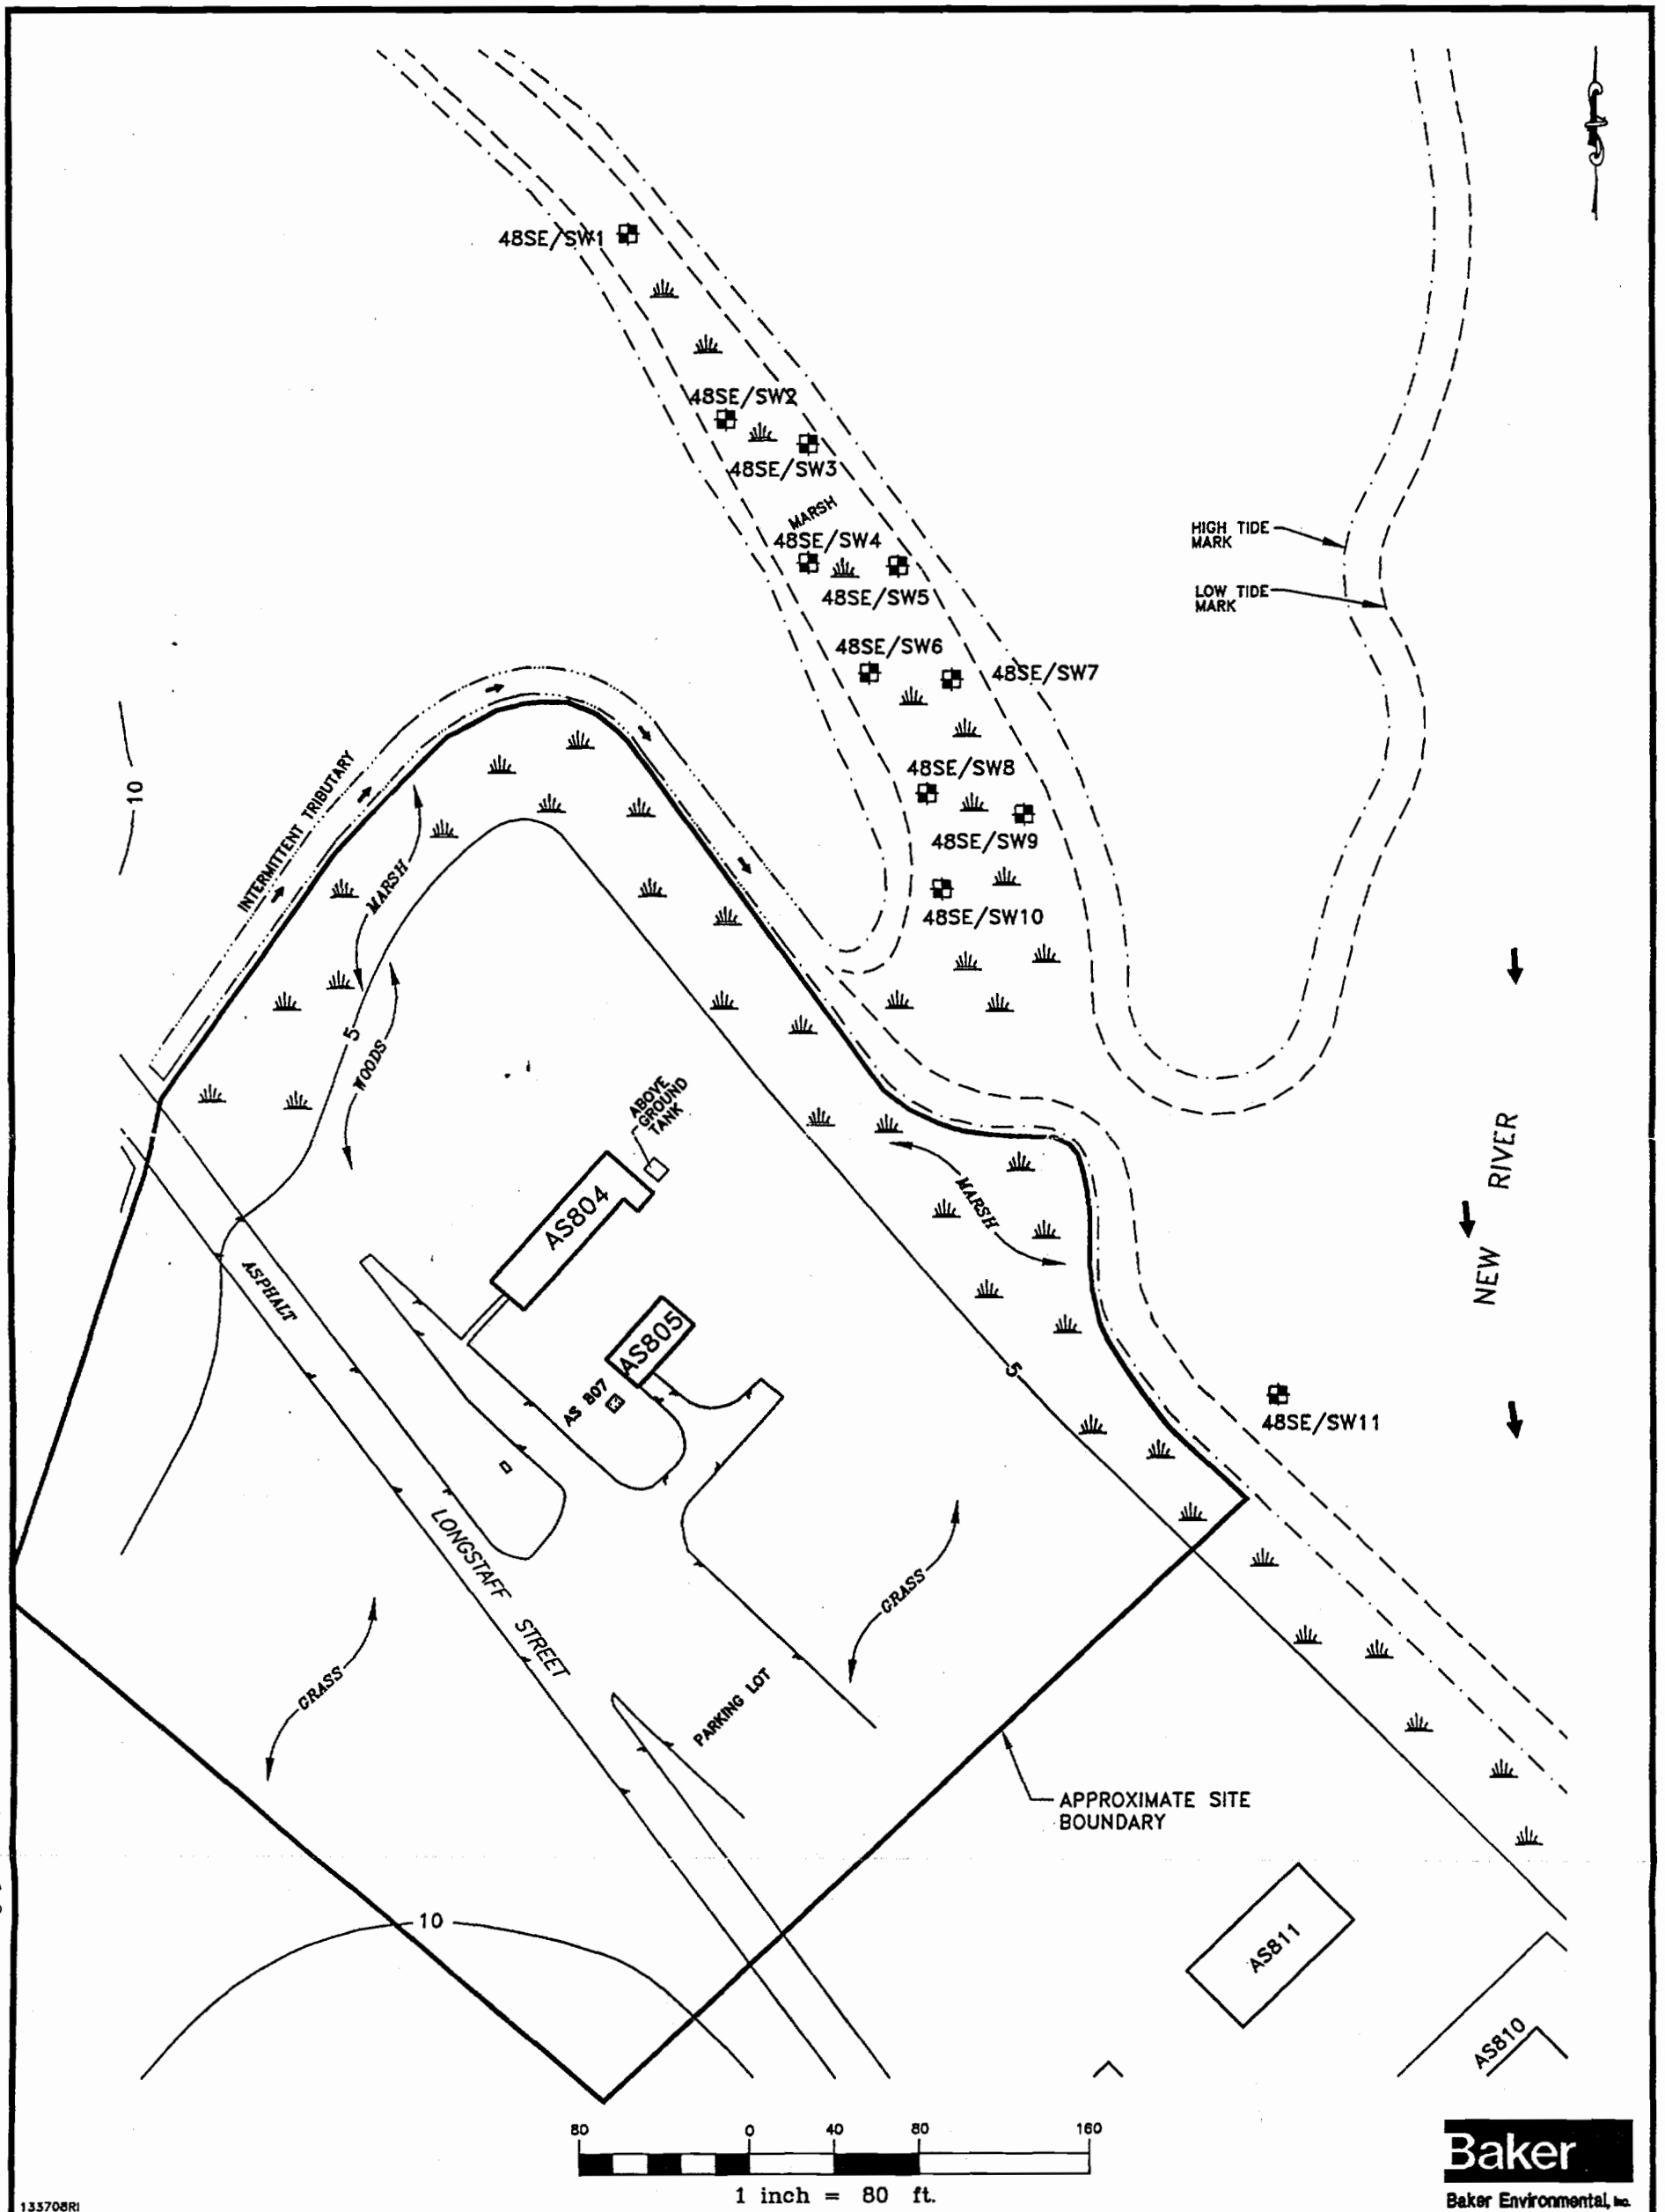 48SE/SW1
48SE/SW2
48SE/SW3
MARSH
48SE/SW4
48SE/SW5
HIGH TIDE
MARK
LOW TIDE
MARK
48SE/SW6
48SE/SW7
10
INTERMITTENT TRIBUTARY
48SE/SW8
48SE/SW9
MARSH
48SE/SW10
5
WOODS
ABOVE
GROUND
TANK
NEW RIVER
AS804
MARSH
ASPHALT
AS805
5
AS 807
48SE/SW11
LONGSTAFF STREET
GRASS
GRASS
PARKING LOT
APPROXIMATE SITE
BOUNDARY
10
AS811
AS810
80 0 40 80 160
1 inch = 80 ft.
Baker
Baker Environmental, Inc.
133708RI